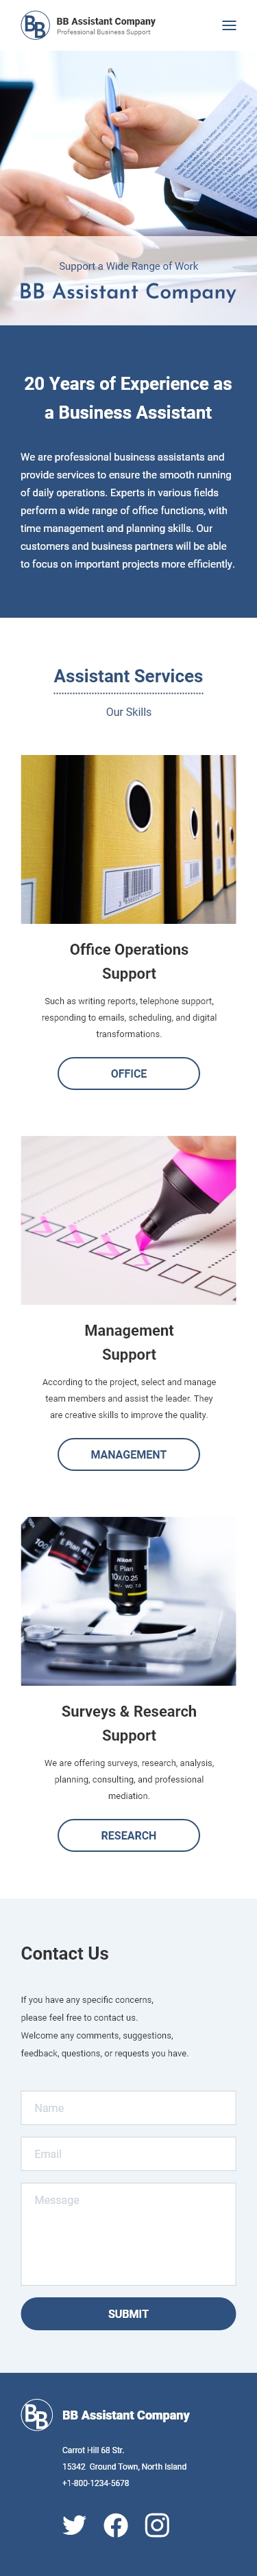 BB
BB Assistant Company
Professional Business Support
Support a Wide Range of Work
BB Assistant Company
20 Years of Experience as
a Business Assistant
We are professional business assistants and
provide services to ensure the smooth running
of daily operations. Experts in various fields
perform a wide range of office functions, with
time management and planning skills. Our
customers and business partners will be able
to focus on important projects more efficiently.
Assistant Services
Our Skills
Office Operations
Support
Such as writing reports, telephone support,
responding to emails, scheduling, and digital
transformations.
OFFICE
Management
Support
According to the project, select and manage
team members and assist the leader. They
are creative skills to improve the quality.
MANAGEMENT
Nikon
E Plan
10x/0.25
Surveys & Research
Support
We are offering surveys, research, analysis,
planning, consulting, and professional
mediation.
RESEARCH
Contact Us
If you have any specific concerns,
please feel free to contact us.
Welcome any comments, suggestions,
feedback, questions, or requests you have.
Name
Email
Message
SUBMIT
BB
BB Assistant Company
Carrot Hill 68 Str.
15342  Ground Town, North Island
+1-800-1234-5678